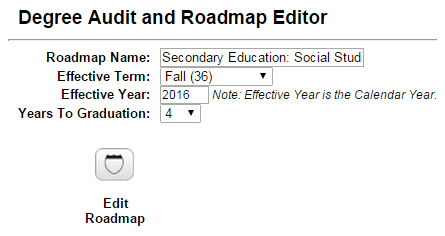 Degree Audit and Roadmap Editor
Roadmap Name: Secondary Education: Social Stud
Effective Term: Fall (36)
Effective Year: 2016 Note: Effective Year is the Calendar Year.
Years To Graduation: 4
Edit
Roadmap